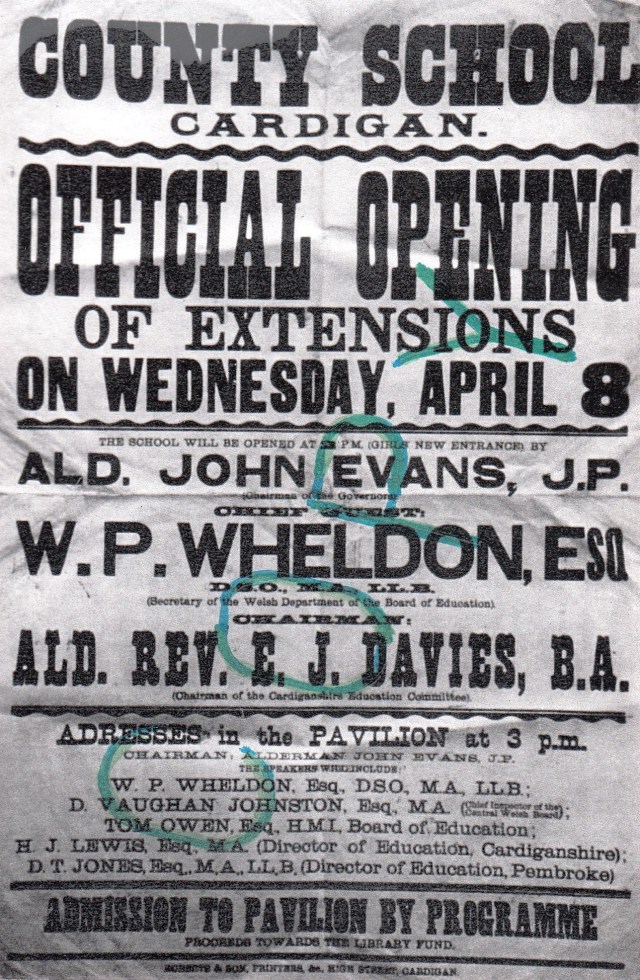 COUNTY SCHOOL
CARDIGAN.
OFFICIAL OPENING
OF EXTENSIONS
ON WEDNESDAY, APRIL 8
THE SCHOOL WILL BE OPENED AT P.M. (GIRLS NEW ENTRANCE) BY
ALD. JOHN EVANS, J.P.
(Chairman of the Governors)
CHIEF GUEST:
W. P. WHELDON, ESQ
D.S.O., M.A., LL.B.
(Secretary of the Welsh Department of the Board of Education).
CHAIRMAN:
ALD. REV. E. J. DAVIES, B.A.
(Chairman of the Cardiganshire Education Committee).
ADRESSES in the PAVILION at 3 p.m.
CHAIRMAN: ALDERMAN JOHN EVANS, J.P.
THE SPEAKERS WILL INCLUDE:
W. P. WHELDON, Esq., D.S.O., M.A., LL.B.;
D. VAUGHAN JOHNSTON, Esq., M.A. (Chief Inspector of the
Central Welsh Board);
TOM OWEN, Esq., H.M.I., Board of Education;
H. J. LEWIS, Esq., M.A. (Director of Education, Cardiganshire);
D. T. JONES, Esq., M.A., LL.B, (Director of Education, Pembroke)
ADMISSION TO PAVILION BY PROGRAMME
PROCEEDS TOWARDS THE LIBRARY FUND.
ROBERTS & SON, PRINTERS, &c. HIGH STREET, CARDIGAN